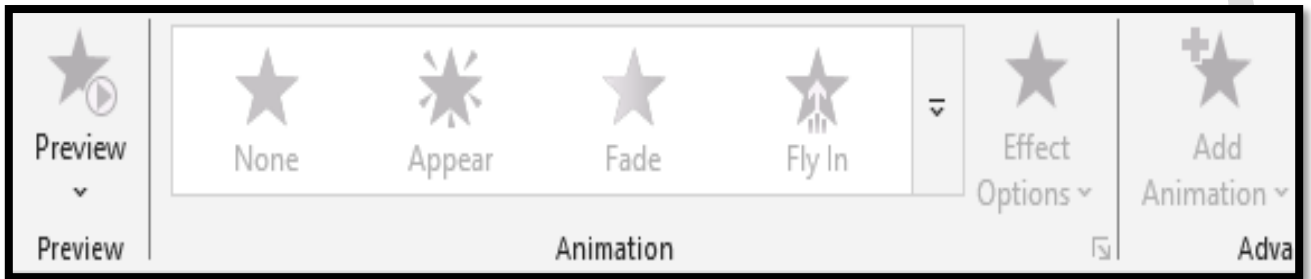 Preview
None
Appear
Fade
Fly In
Effect
Options
Add
Animation
Preview
Animation
Adva